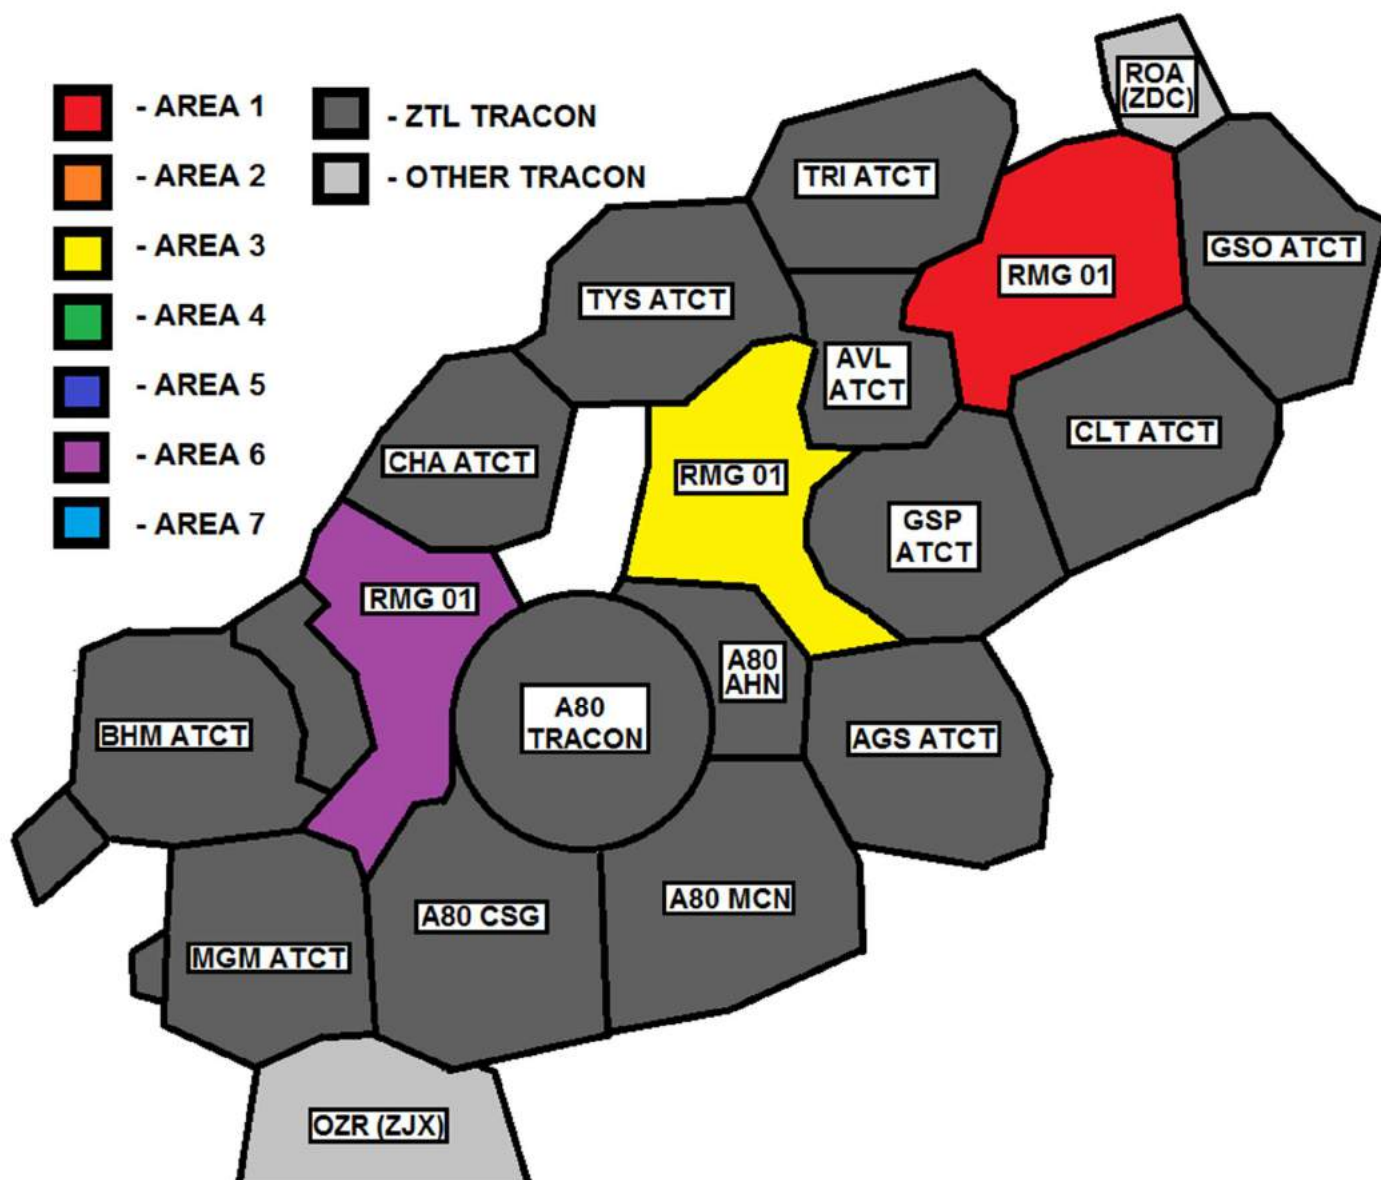 - AREA 1
- AREA 2
- AREA 3
- AREA 4
- AREA 5
- AREA 6
- AREA 7
- ZTL TRACON
- OTHER TRACON
ROA
(ZDC)
TRI ATCT
GSO ATCT
RMG 01
TYS ATCT
AVL
ATCT
CLT ATCT
CHA ATCT
RMG 01
GSP
ATCT
RMG 01
A80
AHN
A80
TRACON
BHM ATCT
AGS ATCT
A80 MCN
A80 CSG
MGM ATCT
OZR (ZJX)